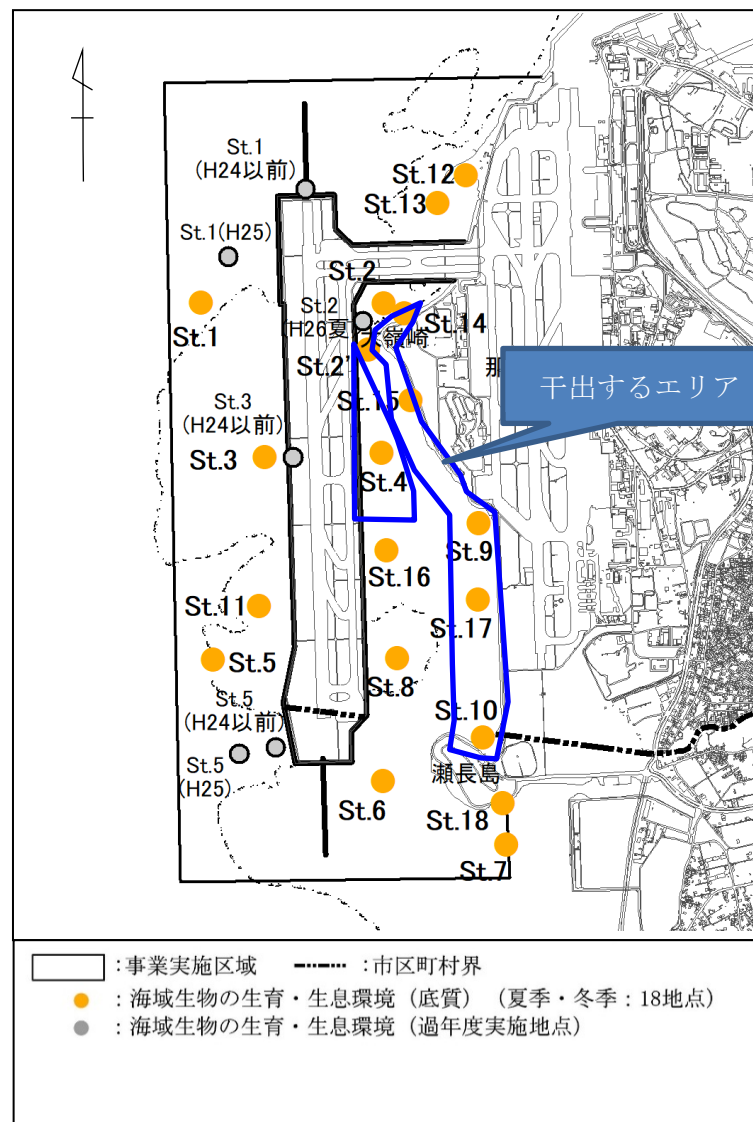 St.1
(H24以前)
St.12
St.13
St.1(H25)
St.2
St.1
St.2
(H26夏
大嶺崎
St.14
St.2'
那
干出するエリア
St.3
(H24以前)
St.15
St.3
St.4
St.9
St.16
St.11
St.17
St.5
St.8
St.5
(H24以前)
St.10
St.5
(H25)
瀬長島
St.6
St.18
St.7
:事業実施区域
:市区町村界
:海域生物の生育・生息環境(底質)(夏季・冬季:18地点)
:海域生物の生育・生息環境(過年度実施地点)